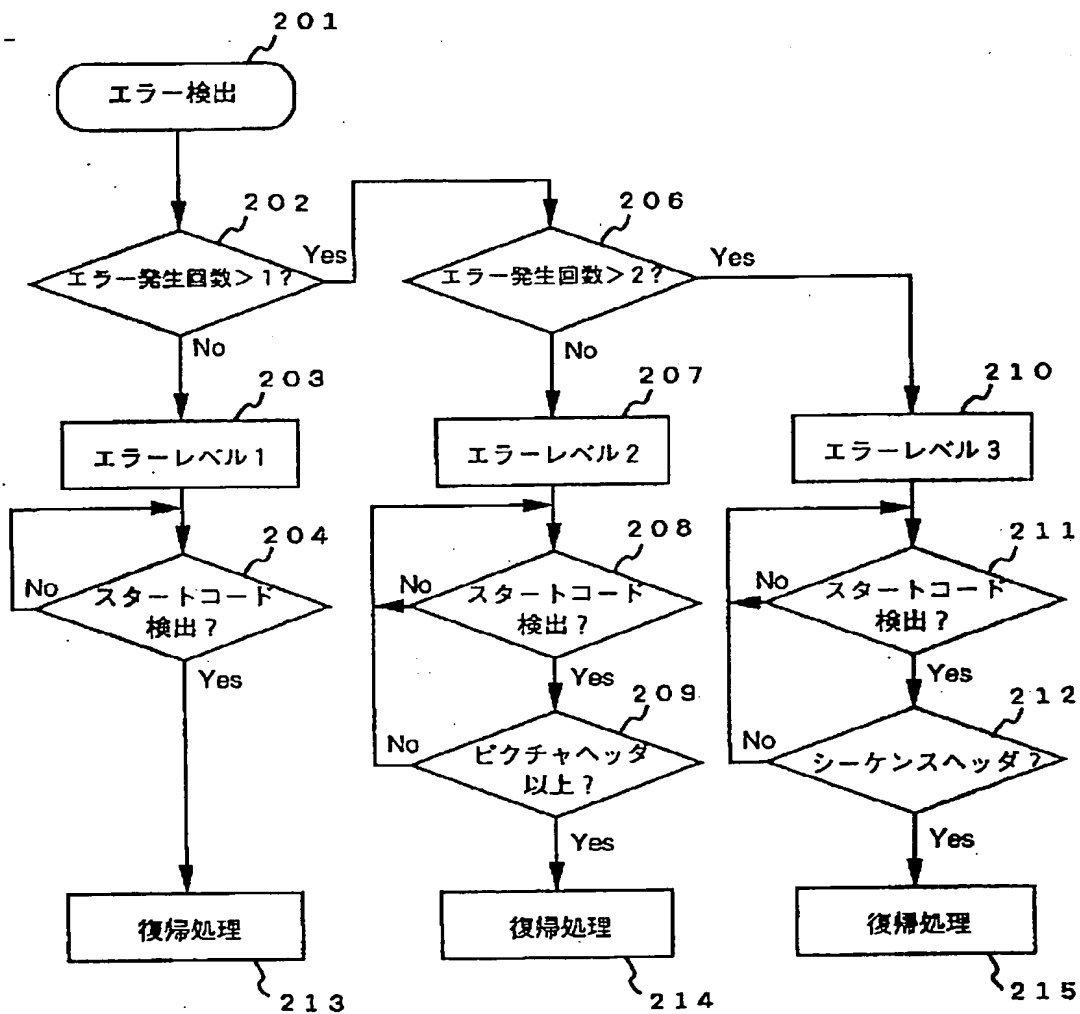 201
エラー検出
202
エラー発生回数＞1？
Yes
No
206
エラー発生回数＞2？
Yes
No
203
エラーレベル1
207
エラーレベル2
210
エラーレベル3
204
スタートコード
検出？
No
Yes
208
スタートコード
検出？
No
Yes
211
スタートコード
検出？
No
Yes
209
ピクチャヘッダ
以上？
No
Yes
212
シーケンスヘッダ？
No
Yes
復帰処理
213
復帰処理
214
復帰処理
215